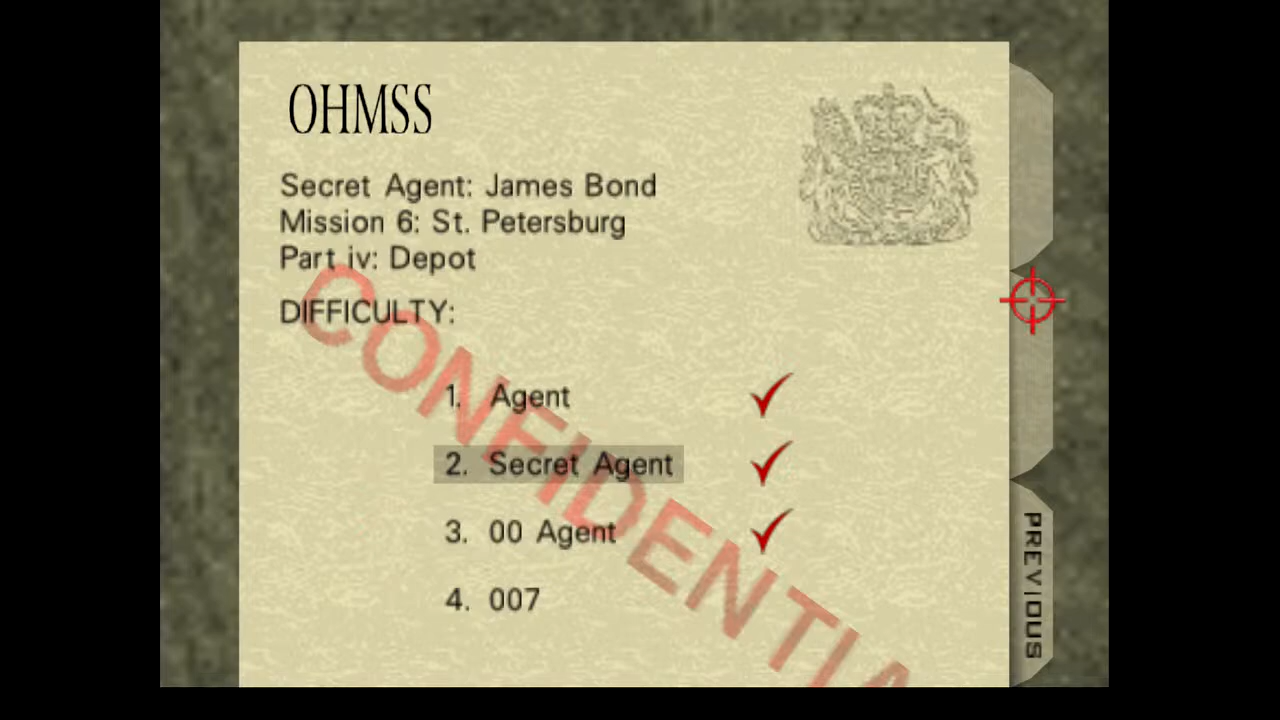 OHMSS
Secret Agent: James Bond
Mission 6: St. Petersburg
Part iv: Depot
DIFFICULTY:
1. Agent
2. Secret Agent
3. 00 Agent
4. 007
CONFIDENTIA
PREVIOUS